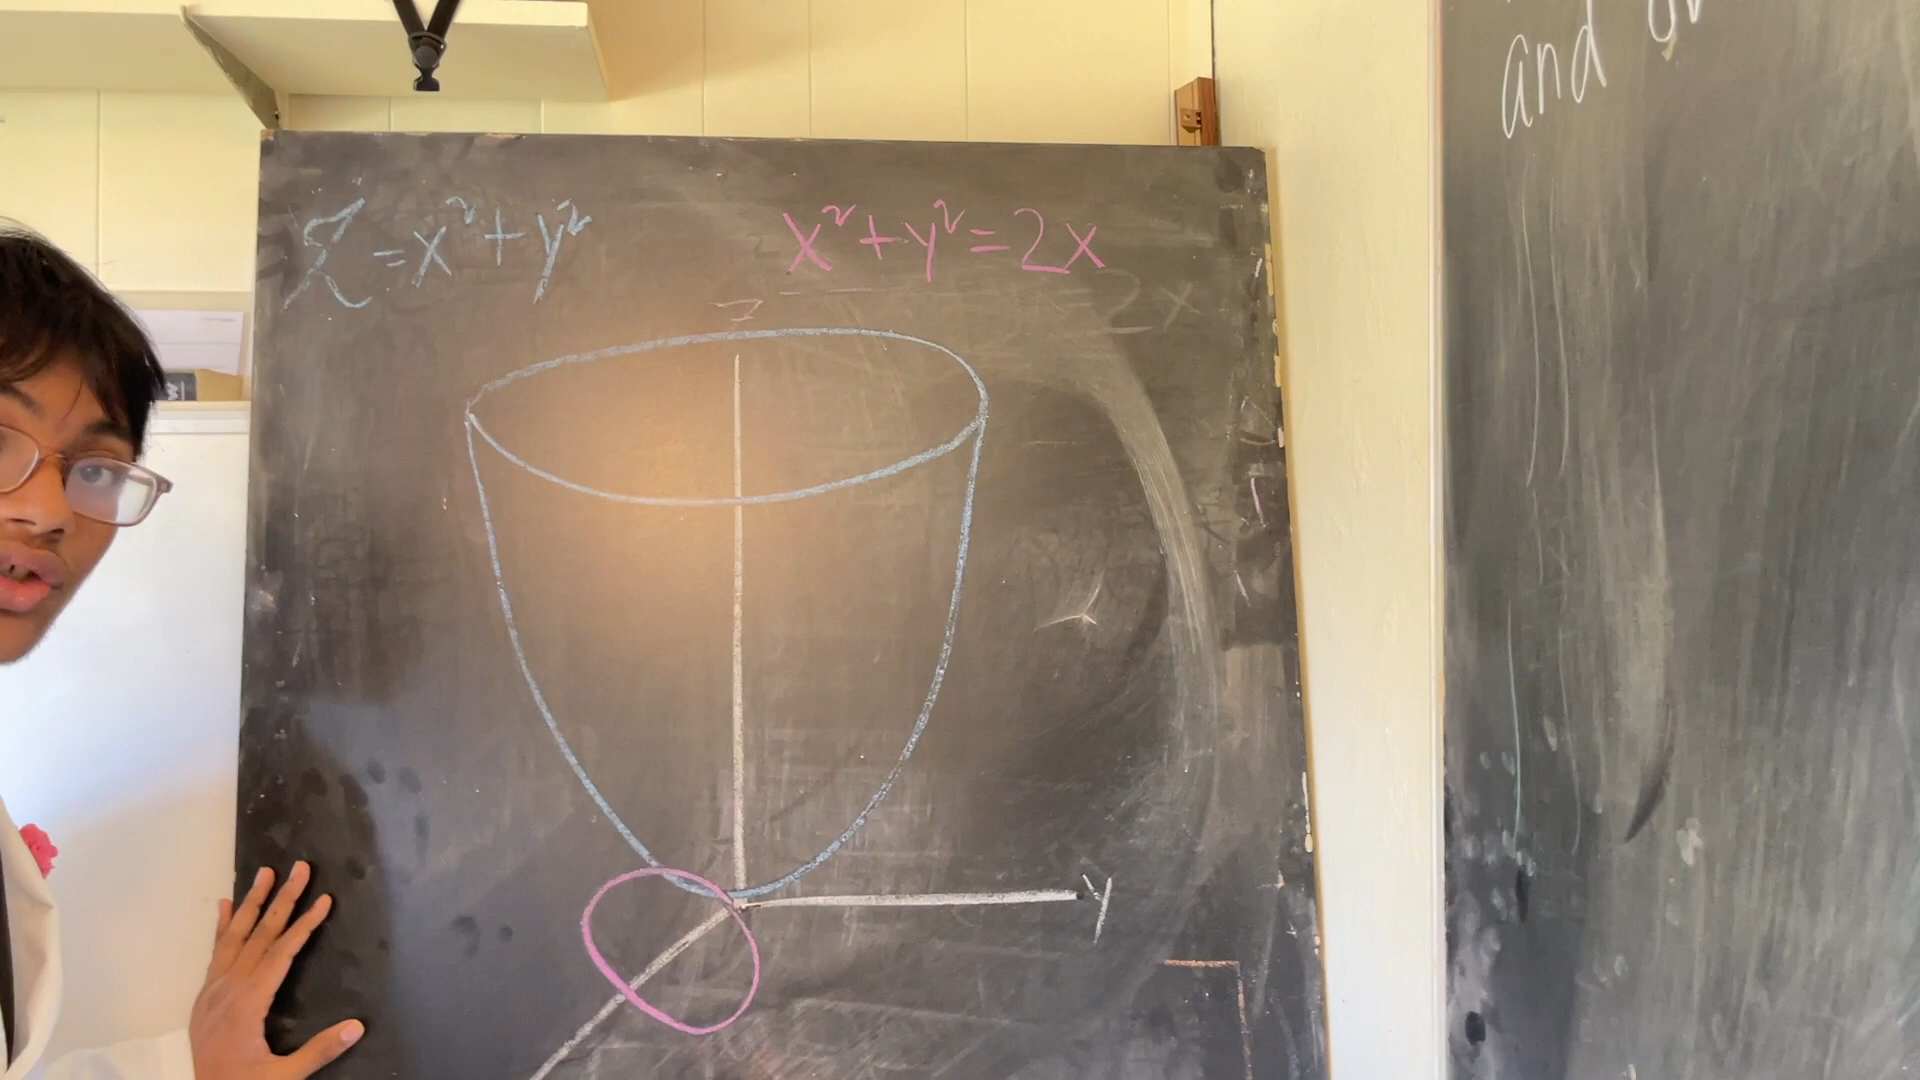 z = x² + y²
x² + y² = 2x
z
y
and